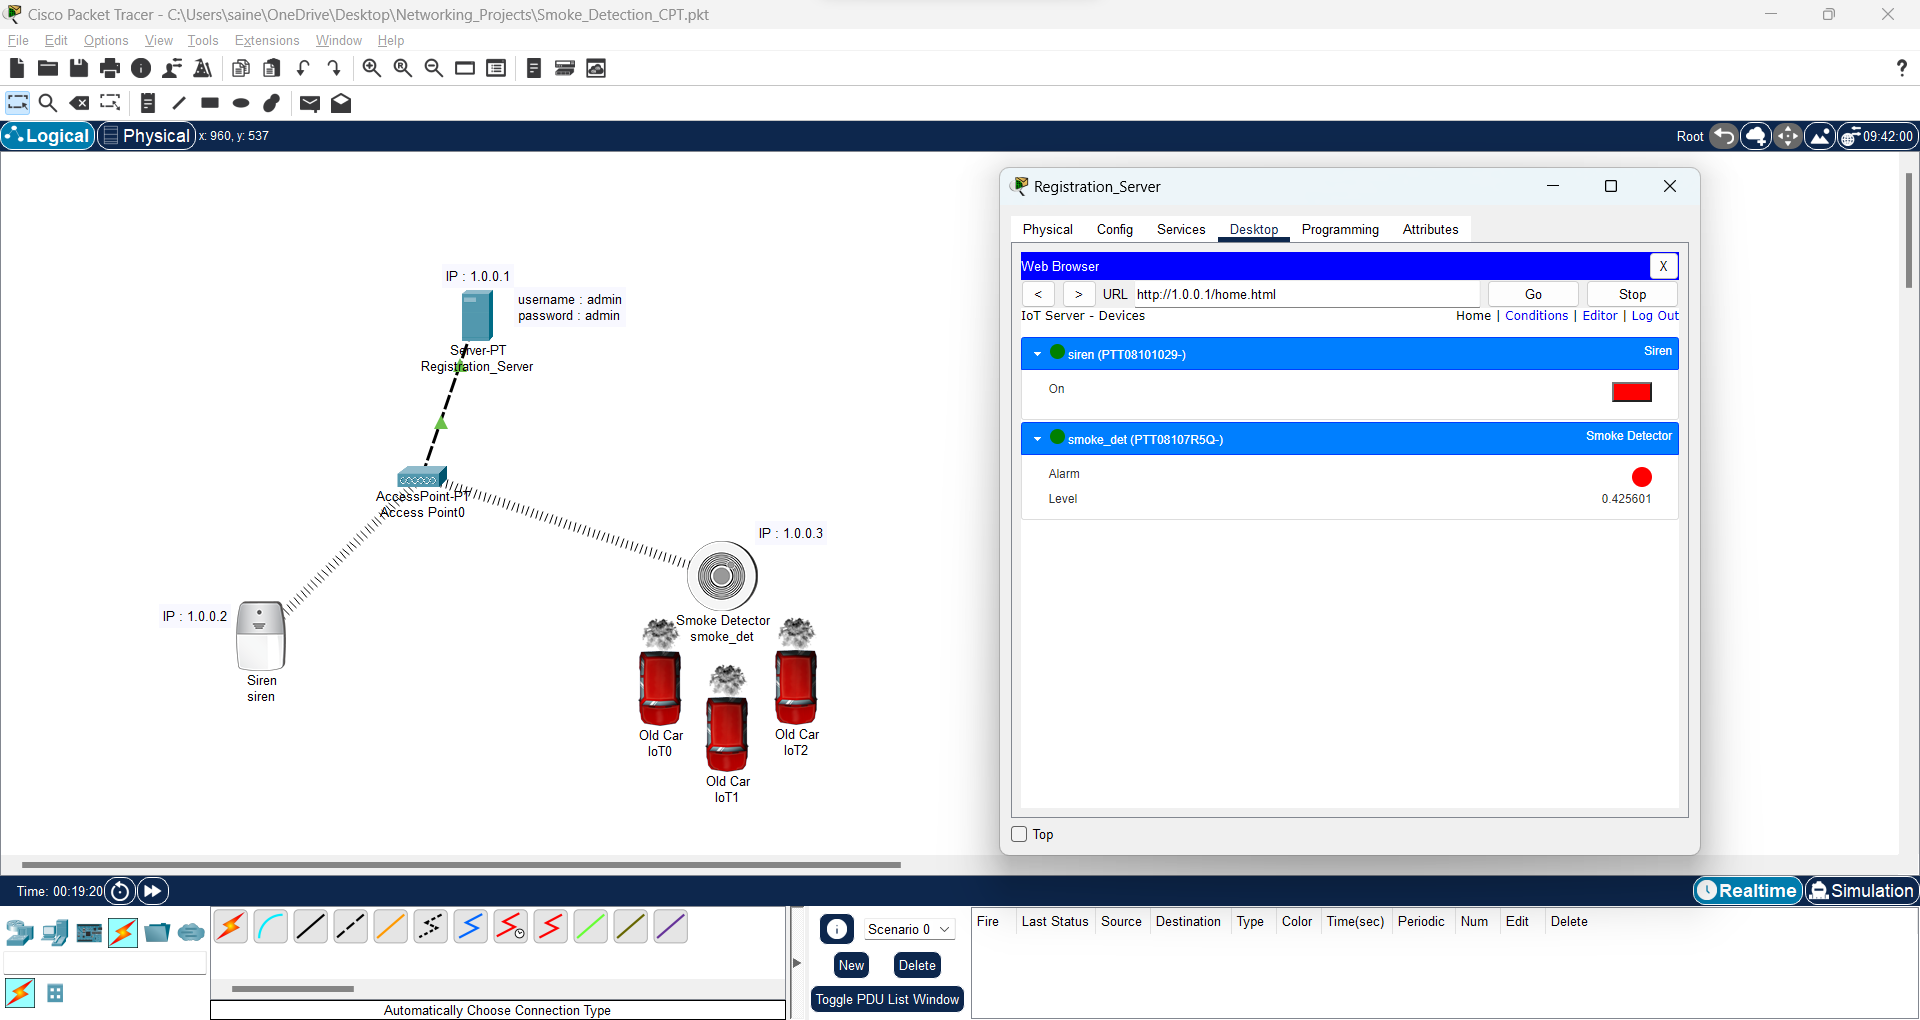 Cisco Packet Tracer - C:\Users\saine\OneDrive\Desktop\Networking_Projects\Smoke_Detection_CPT.pkt
File Edit Options View Tools Extensions Window Help
?
Logical Physical x: 960, y: 537 Root 09:42:00
Registration_Server
Physical Config Services Desktop Programming Attributes
Web Browser X
< > URL http://1.0.0.1/home.html Go Stop
IoT Server - Devices Home | Conditions | Editor | Log Out
siren (PTT08101029-) Siren
On
smoke_det (PTT08107R5Q-) Smoke Detector
Alarm
Level 0.425601
Top
IP : 1.0.0.1
username : admin
password : admin
Server-PT
Registration_Server
AccessPoint-PT
Access Point0
IP : 1.0.0.3
Smoke Detector
smoke_det
IP : 1.0.0.2
Siren
siren
Old Car
IoT0
Old Car
IoT1
Old Car
IoT2
Time: 00:19:20 Realtime Simulation
Automatically Choose Connection Type
Scenario 0
New Delete
Toggle PDU List Window
Fire Last Status Source Destination Type Color Time(sec) Periodic Num Edit Delete